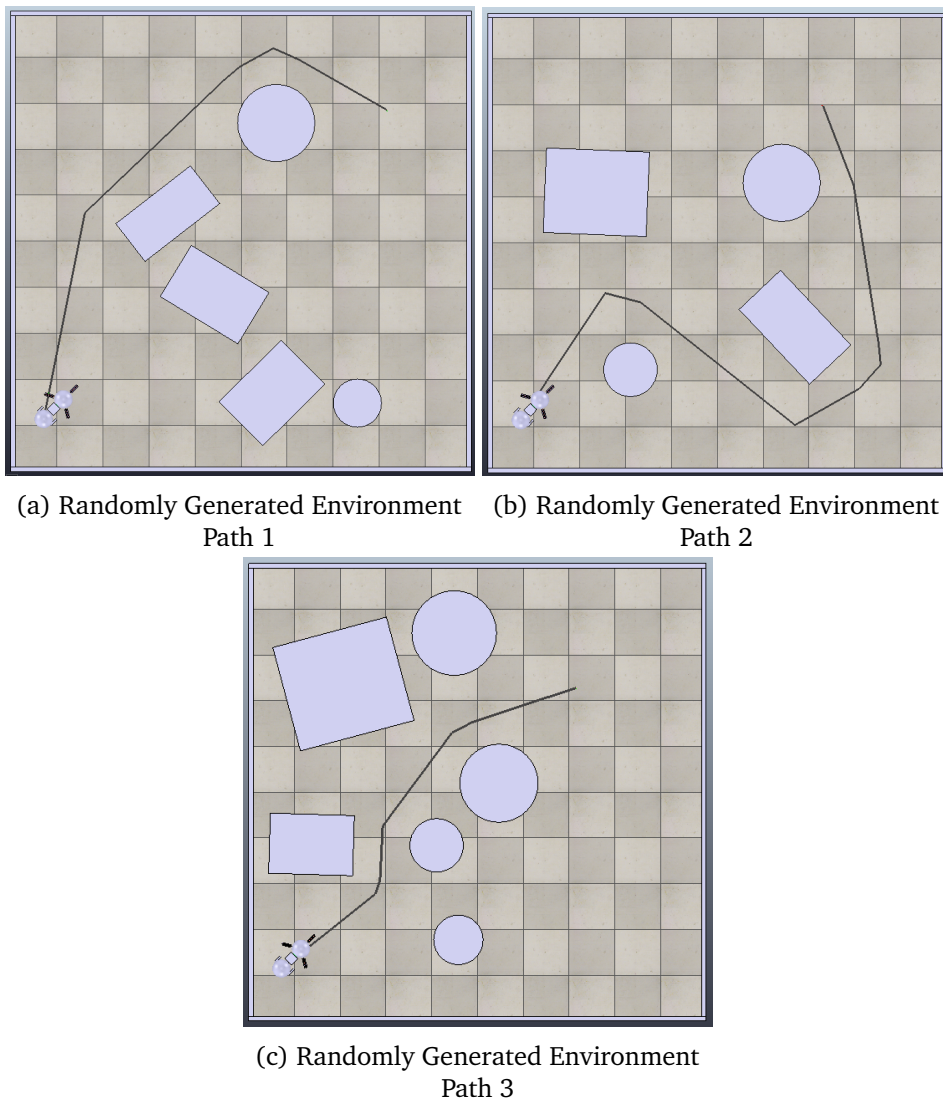 (a) Randomly Generated Environment
Path 1
(b) Randomly Generated Environment
Path 2
(c) Randomly Generated Environment
Path 3